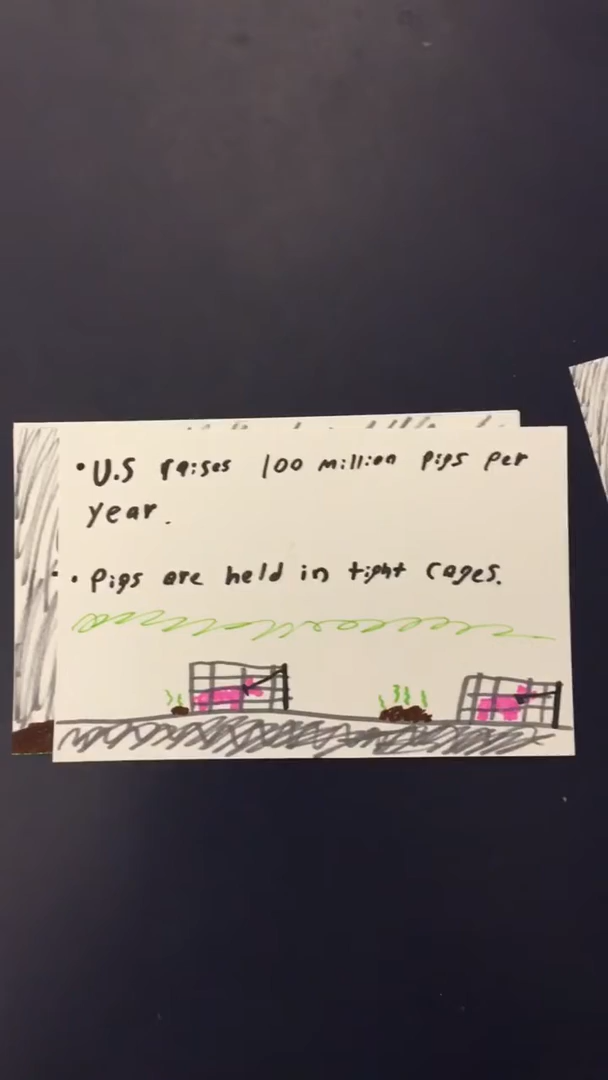 • U.S raises 100 million pigs per
year.
• Pigs are held in tight cages.